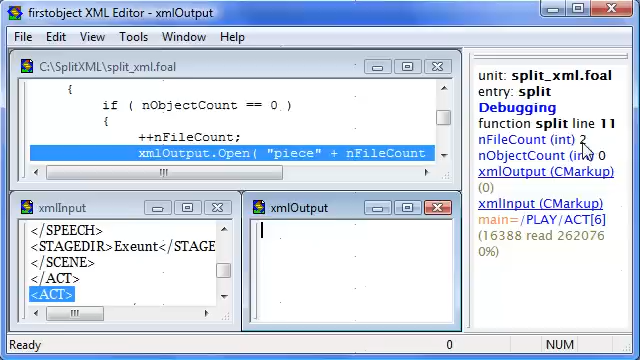 firstobject XML Editor - xmlOutput
File Edit Tools Window Help
C:\SplitXML\split_xml.foal
{
if ( nObjectCount == 0 )
{
++nFileCount;
xmlOutput.Open( "piece" + nFileCount
xmlInput
</SPEECH>
<STAGEDIR>Exeunt</STAGE
</SCENE>
</ACT>
<ACT>
xmlOutput
unit: split_xml.foal
entry: split
Debugging
function split line 11
nFileCount (int) 2
nObjectCount (int) 0
xmlOutput (CMarkup)
(0)
xmlInput (CMarkup)
main=/PLAY/ACT[6]
(16388 read 262076
0%)
Ready 0 NUM